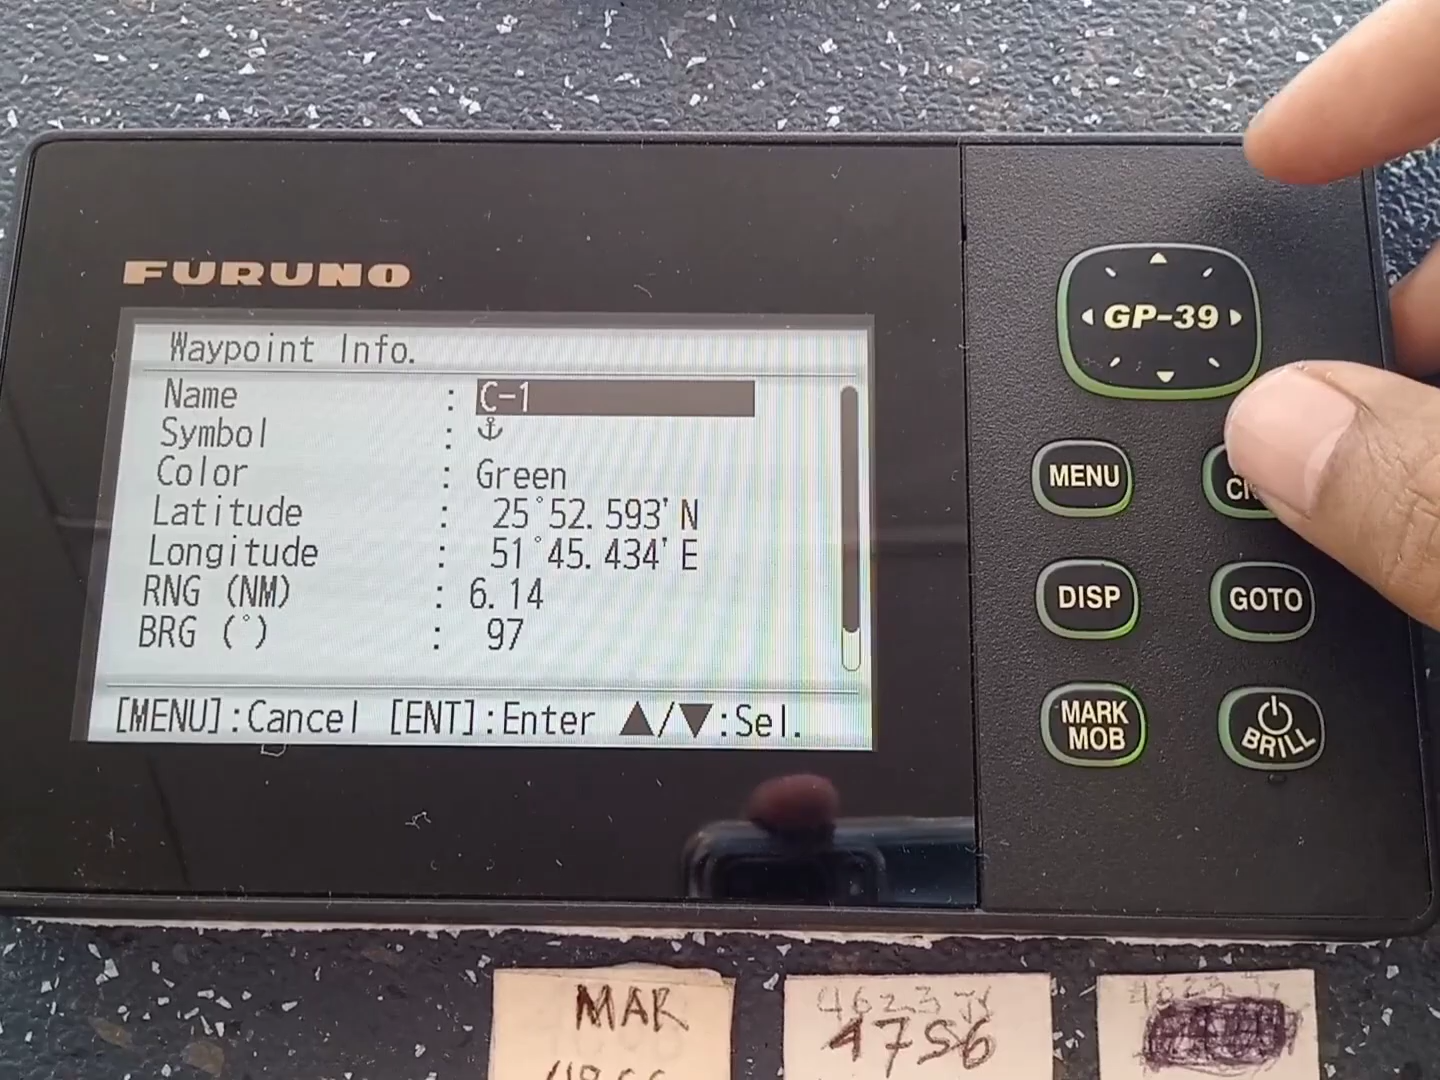 FURUNO
Waypoint Info.
Name : C-1
Symbol :
Color : Green
Latitude : 25°52.593' N
Longitude : 51°45.434' E
RNG (NM) : 6.14
BRG (°) : 97
[MENU]:Cancel [ENT]:Enter ▲/▼:Sel.
GP-39
MENU
DISP GOTO
MARK MOB
BRILL
MAR
4756